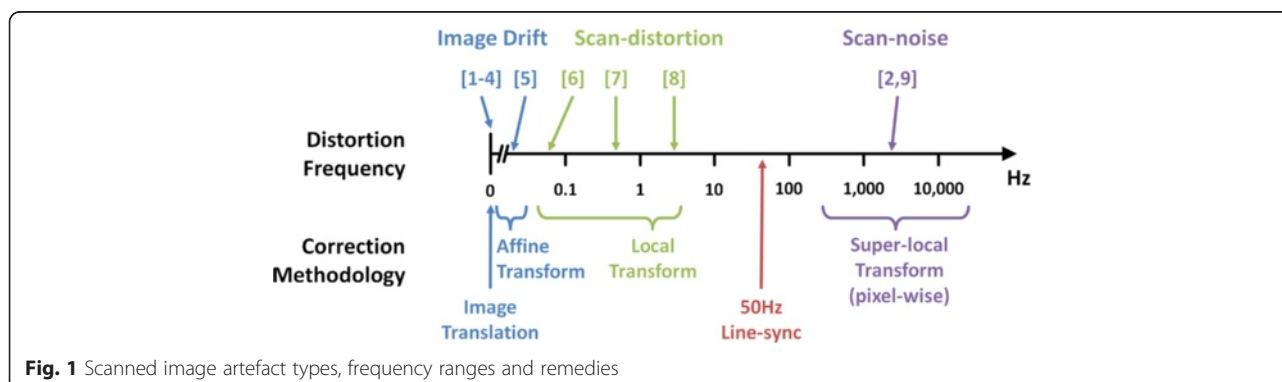 Image Drift Scan-distortion Scan-noise
[1-4] [5] [6] [7] [8] [2,9]
Distortion
Frequency
0 0.1 1 10 100 1,000 10,000 Hz
Correction
Methodology
Affine
Transform
Local
Transform
Super-local
Transform
(pixel-wise)
Image
Translation
50Hz
Line-sync
Fig. 1 Scanned image artefact types, frequency ranges and remedies